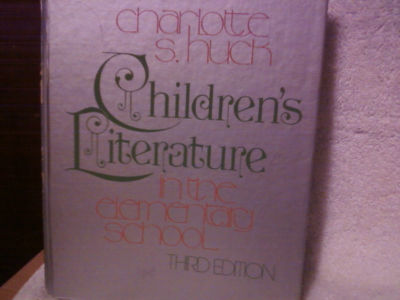 charlotte
s. huck
Children's
Literature
in the
elementary
school
THIRD EDITION